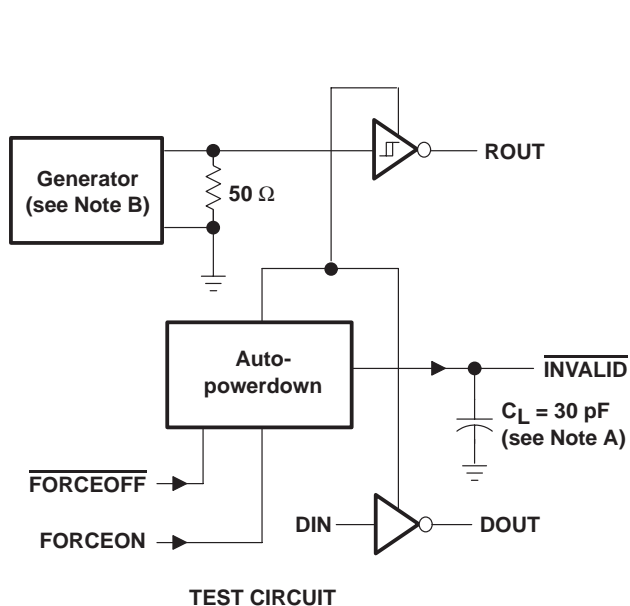 ROUT
Generator
(see Note B)
50 Ω
Auto-
powerdown
INVALID
CL = 30 pF
(see Note A)
FORCEOFF
FORCEON
DIN
DOUT
TEST CIRCUIT